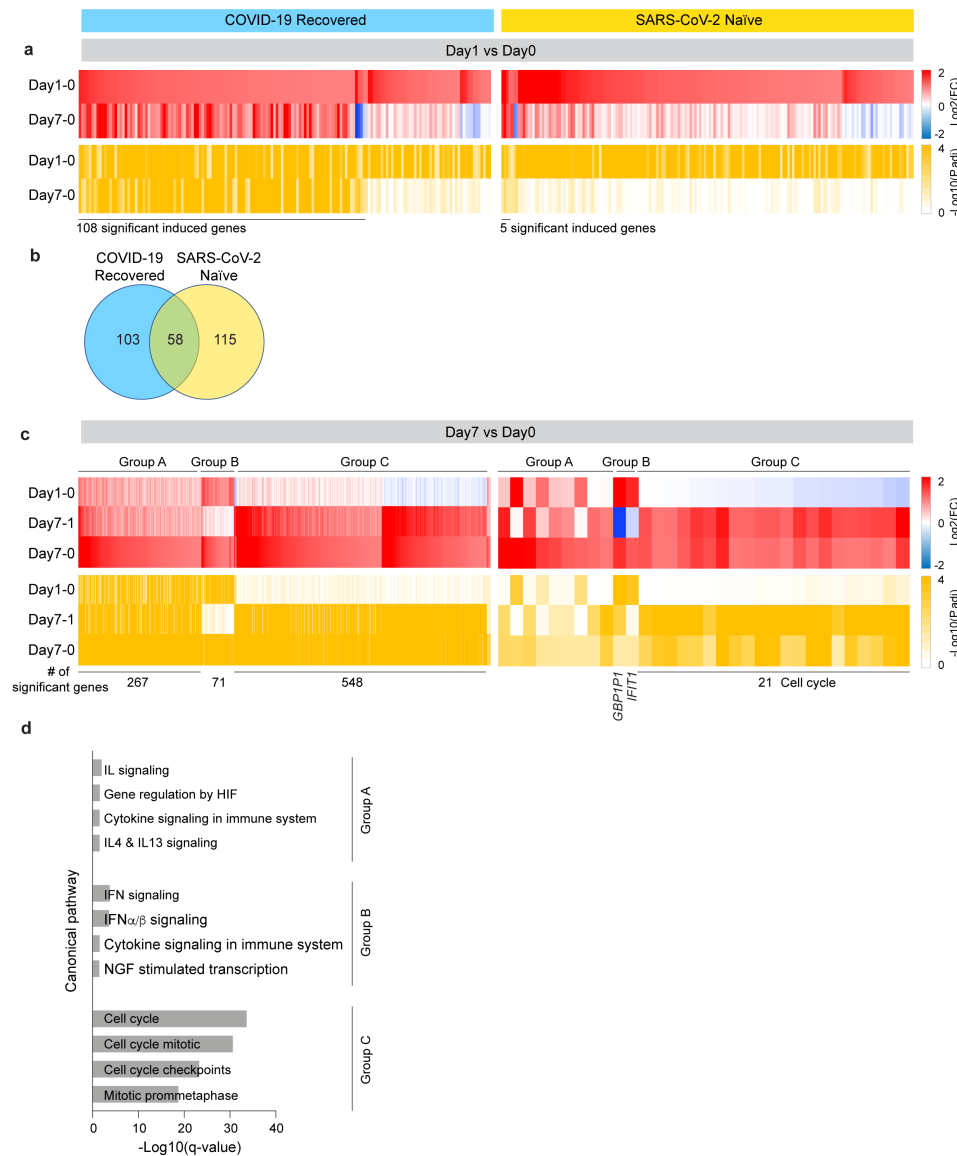 COVID-19 Recovered
SARS-CoV-2 Naïve
a
Day1 vs Day0
Day1-0
Day7-0
Day1-0
Day7-0
2
0
-2
Log2(FC)
4
2
0
-Log10(Padj)
108 significant induced genes
5 significant induced genes
b
COVID-19
Recovered
SARS-CoV-2
Naïve
103
58
115
c
Day7 vs Day0
Group A
Group B
Group C
Group A
Group B
Group C
Day1-0
Day7-1
Day7-0
Day1-0
Day7-1
Day7-0
2
0
-2
Log2(FC)
4
2
0
-Log10(Padj)
# of
significant genes
267
71
548
GBP1P1
IFIT1
21 Cell cycle
d
Canonical pathway
IL signaling
Gene regulation by HIF
Cytokine signaling in immune system
IL4 & IL13 signaling
Group A
IFN signaling
IFNα/β signaling
Cytokine signaling in immune system
NGF stimulated transcription
Group B
Cell cycle
Cell cycle mitotic
Cell cycle checkpoints
Mitotic prommetaphase
Group C
0 10 20 30 40
-Log10(q-value)